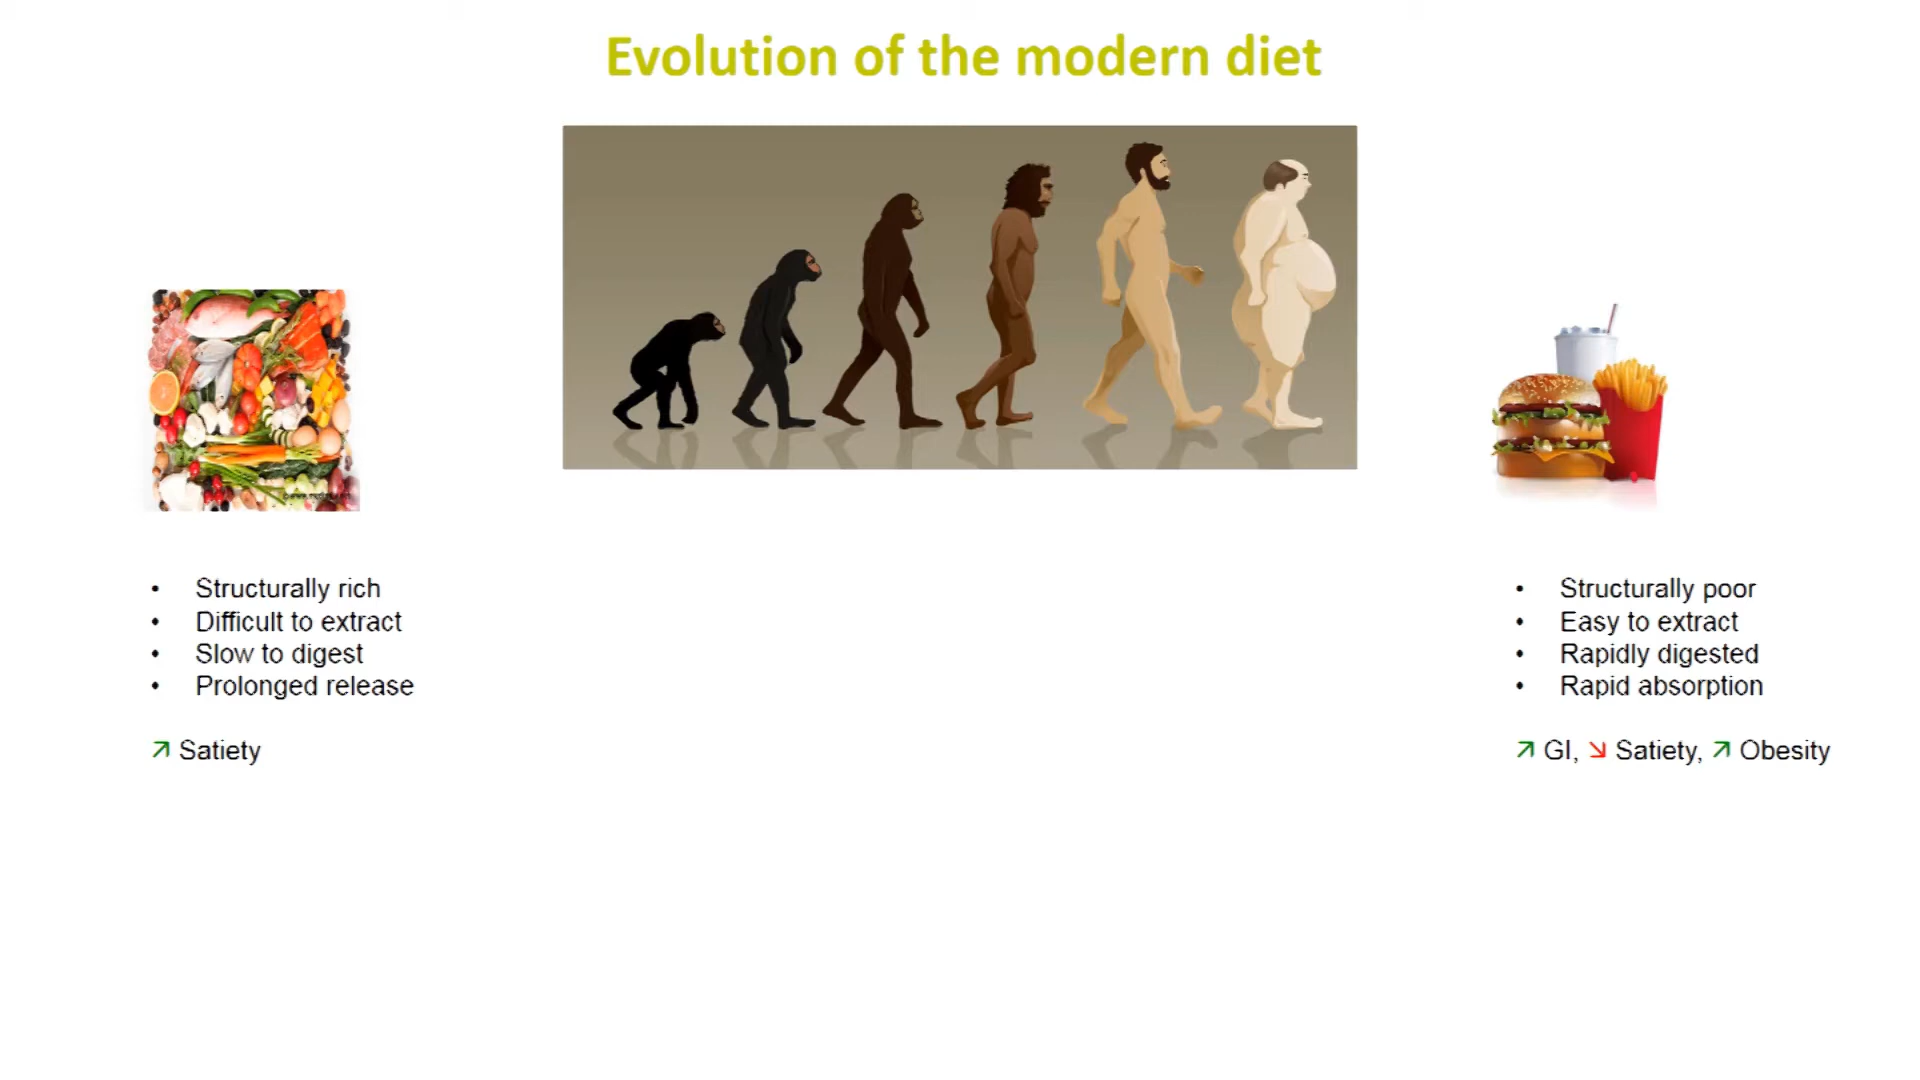 Evolution of the modern diet
• Structurally rich
• Difficult to extract
• Slow to digest
• Prolonged release
↗ Satiety
• Structurally poor
• Easy to extract
• Rapidly digested
• Rapid absorption
↗ GI, ↘ Satiety, ↗ Obesity